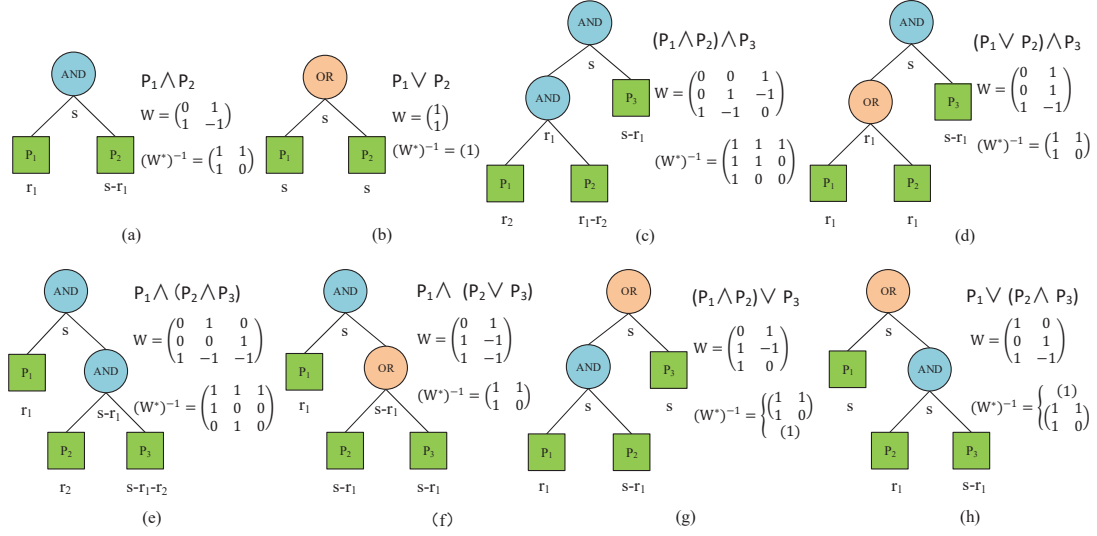 AND
P₁∧P₂
s
W = (0 1
1 −1)
P₁ P₂
(W*)⁻¹ = (1 1
1 0)
r₁ s-r₁
(a)
OR
P₁∨ P₂
s
W = (1
1)
P₁ P₂
(W*)⁻¹ = (1)
s s
(b)
AND
(P₁∧P₂)∧P₃
s
W = (0 0 1
0 1 −1
1 −1 0)
AND P₃
r₁ s-r₁
(W*)⁻¹ = (1 1 1
1 1 0
1 0 0)
P₁ P₂
r₂ r₁-r₂
(c)
AND
(P₁∨ P₂)∧P₃
s
W = (0 1
0 1
1 −1)
OR P₃
r₁ s-r₁
(W*)⁻¹ = (1 1
1 0)
P₁ P₂
r₁ r₁
(d)
AND
P₁∧(P₂∧P₃)
s
W = (0 1 0
0 0 1
1 −1 −1)
P₁ AND
r₁ s-r₁
(W*)⁻¹ = (1 1 1
1 0 0
0 1 0)
P₂ P₃
r₂ s-r₁-r₂
(e)
AND
P₁∧ (P₂∨ P₃)
s
W = (0 1
1 −1
1 −1)
P₁ OR
r₁ s-r₁
(W*)⁻¹ = (1 1
1 0)
P₂ P₃
s-r₁ s-r₁
(f)
OR
(P₁∧P₂)∨ P₃
s
W = (0 1
1 −1
1 0)
AND P₃
s s
(W*)⁻¹ = {(1 1
1 0)
(1)
P₁ P₂
r₁ s-r₁
(g)
OR
P₁∨ (P₂∧ P₃)
s
W = (1 0
0 1
1 −1)
P₁ AND
s s
(W*)⁻¹ = { (1)
(1 1
1 0)
P₂ P₃
r₁ s-r₁
(h)